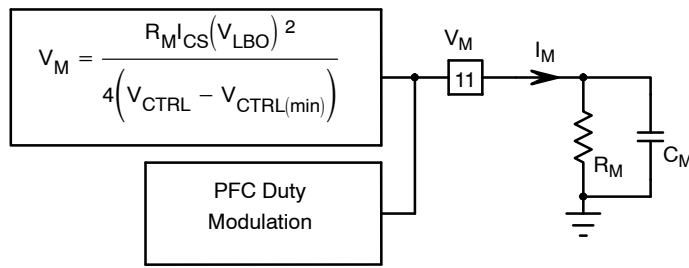 V_M = R_M I_CS (V_LBO)² / 4(V_CTRL − V_CTRL(min))
V_M
11
I_M
R_M
C_M
PFC Duty
Modulation